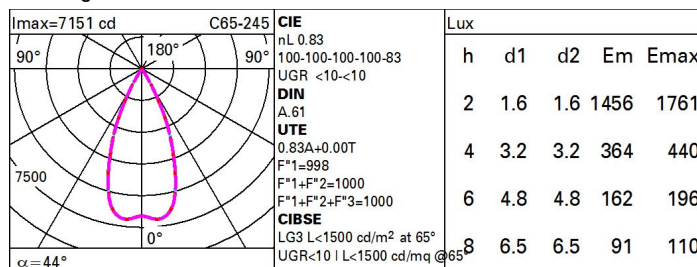 Imax=7151 cd C65-245
90° 180° 90°
7500
0°
α=44°
CIE
nL 0.83
100-100-100-100-83
UGR <10-<10
DIN
A.61
UTE
0.83A+0.00T
F"1=998
F"1+F"2=1000
F"1+F"2+F"3=1000
CIBSE
LG3 L<1500 cd/m² at 65°
UGR<10 | L<1500 cd/mq @65°
Lux
h d1 d2 Em Emax
2 1.6 1.6 1456 1761
4 3.2 3.2 364 440
6 4.8 4.8 162 196
8 6.5 6.5 91 110